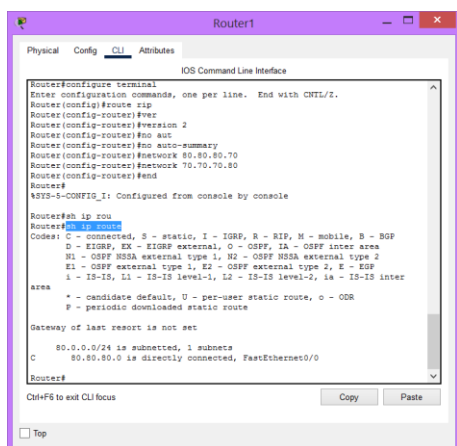 Router1
Physical Config CLI Attributes
IOS Command Line Interface
Router#configure terminal
Enter configuration commands, one per line. End with CNTL/Z.
Router(config)#route rip
Router(config-router)#ver
Router(config-router)#version 2
Router(config-router)#no aut
Router(config-router)#no auto-summary
Router(config-router)#network 80.80.80.70
Router(config-router)#network 70.70.70.80
Router(config-router)#end
Router#
%SYS-5-CONFIG_I: Configured from console by console
Router#sh ip rou
Router#sh ip route
Codes: C - connected, S - static, I - IGRP, R - RIP, M - mobile, B - BGP
D - EIGRP, EX - EIGRP external, O - OSPF, IA - OSPF inter area
N1 - OSPF NSSA external type 1, N2 - OSPF NSSA external type 2
E1 - OSPF external type 1, E2 - OSPF external type 2, E - EGP
i - IS-IS, L1 - IS-IS level-1, L2 - IS-IS level-2, ia - IS-IS inter
area
* - candidate default, U - per-user static route, o - ODR
P - periodic downloaded static route
Gateway of last resort is not set
80.0.0.0/24 is subnetted, 1 subnets
C 80.80.80.0 is directly connected, FastEthernet0/0
Router#
Ctrl+F6 to exit CLI focus
Copy Paste
Top